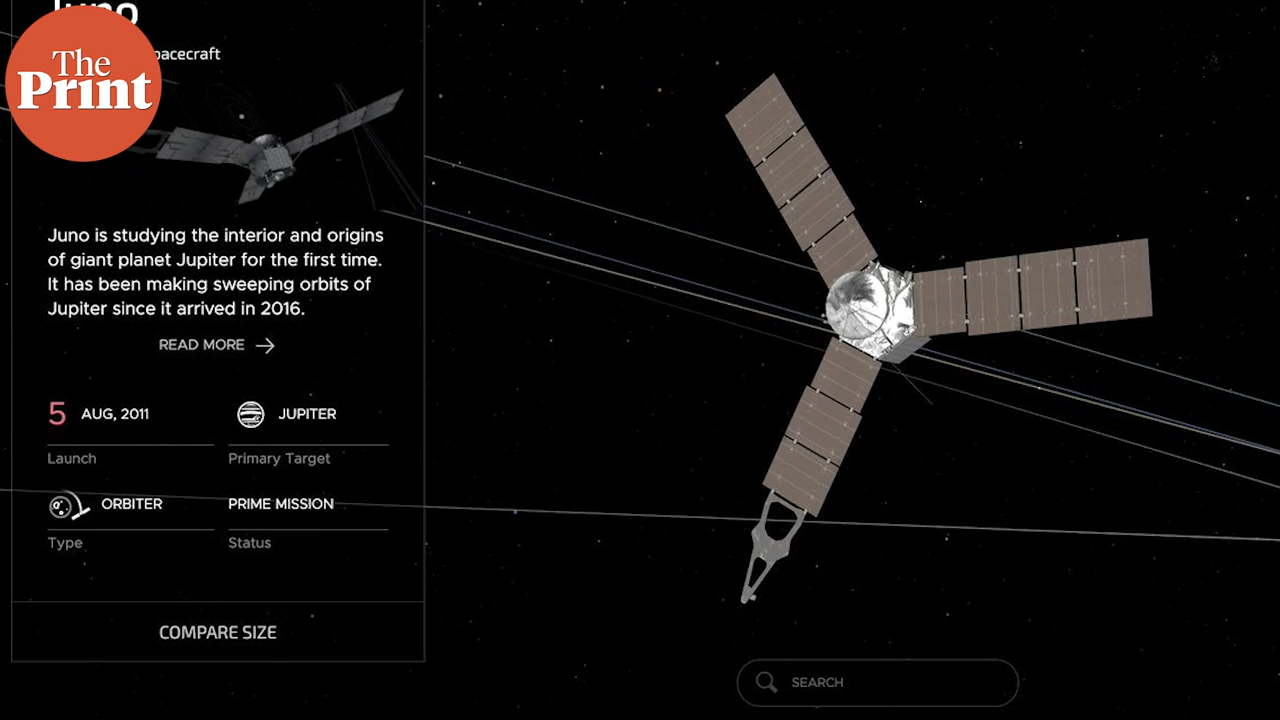 Juno
The
Print
pacecraft
Juno is studying the interior and origins
of giant planet Jupiter for the first time.
It has been making sweeping orbits of
Jupiter since it arrived in 2016.
READ MORE
5 AUG, 2011
Launch
JUPITER
Primary Target
ORBITER
Type
PRIME MISSION
Status
COMPARE SIZE
SEARCH